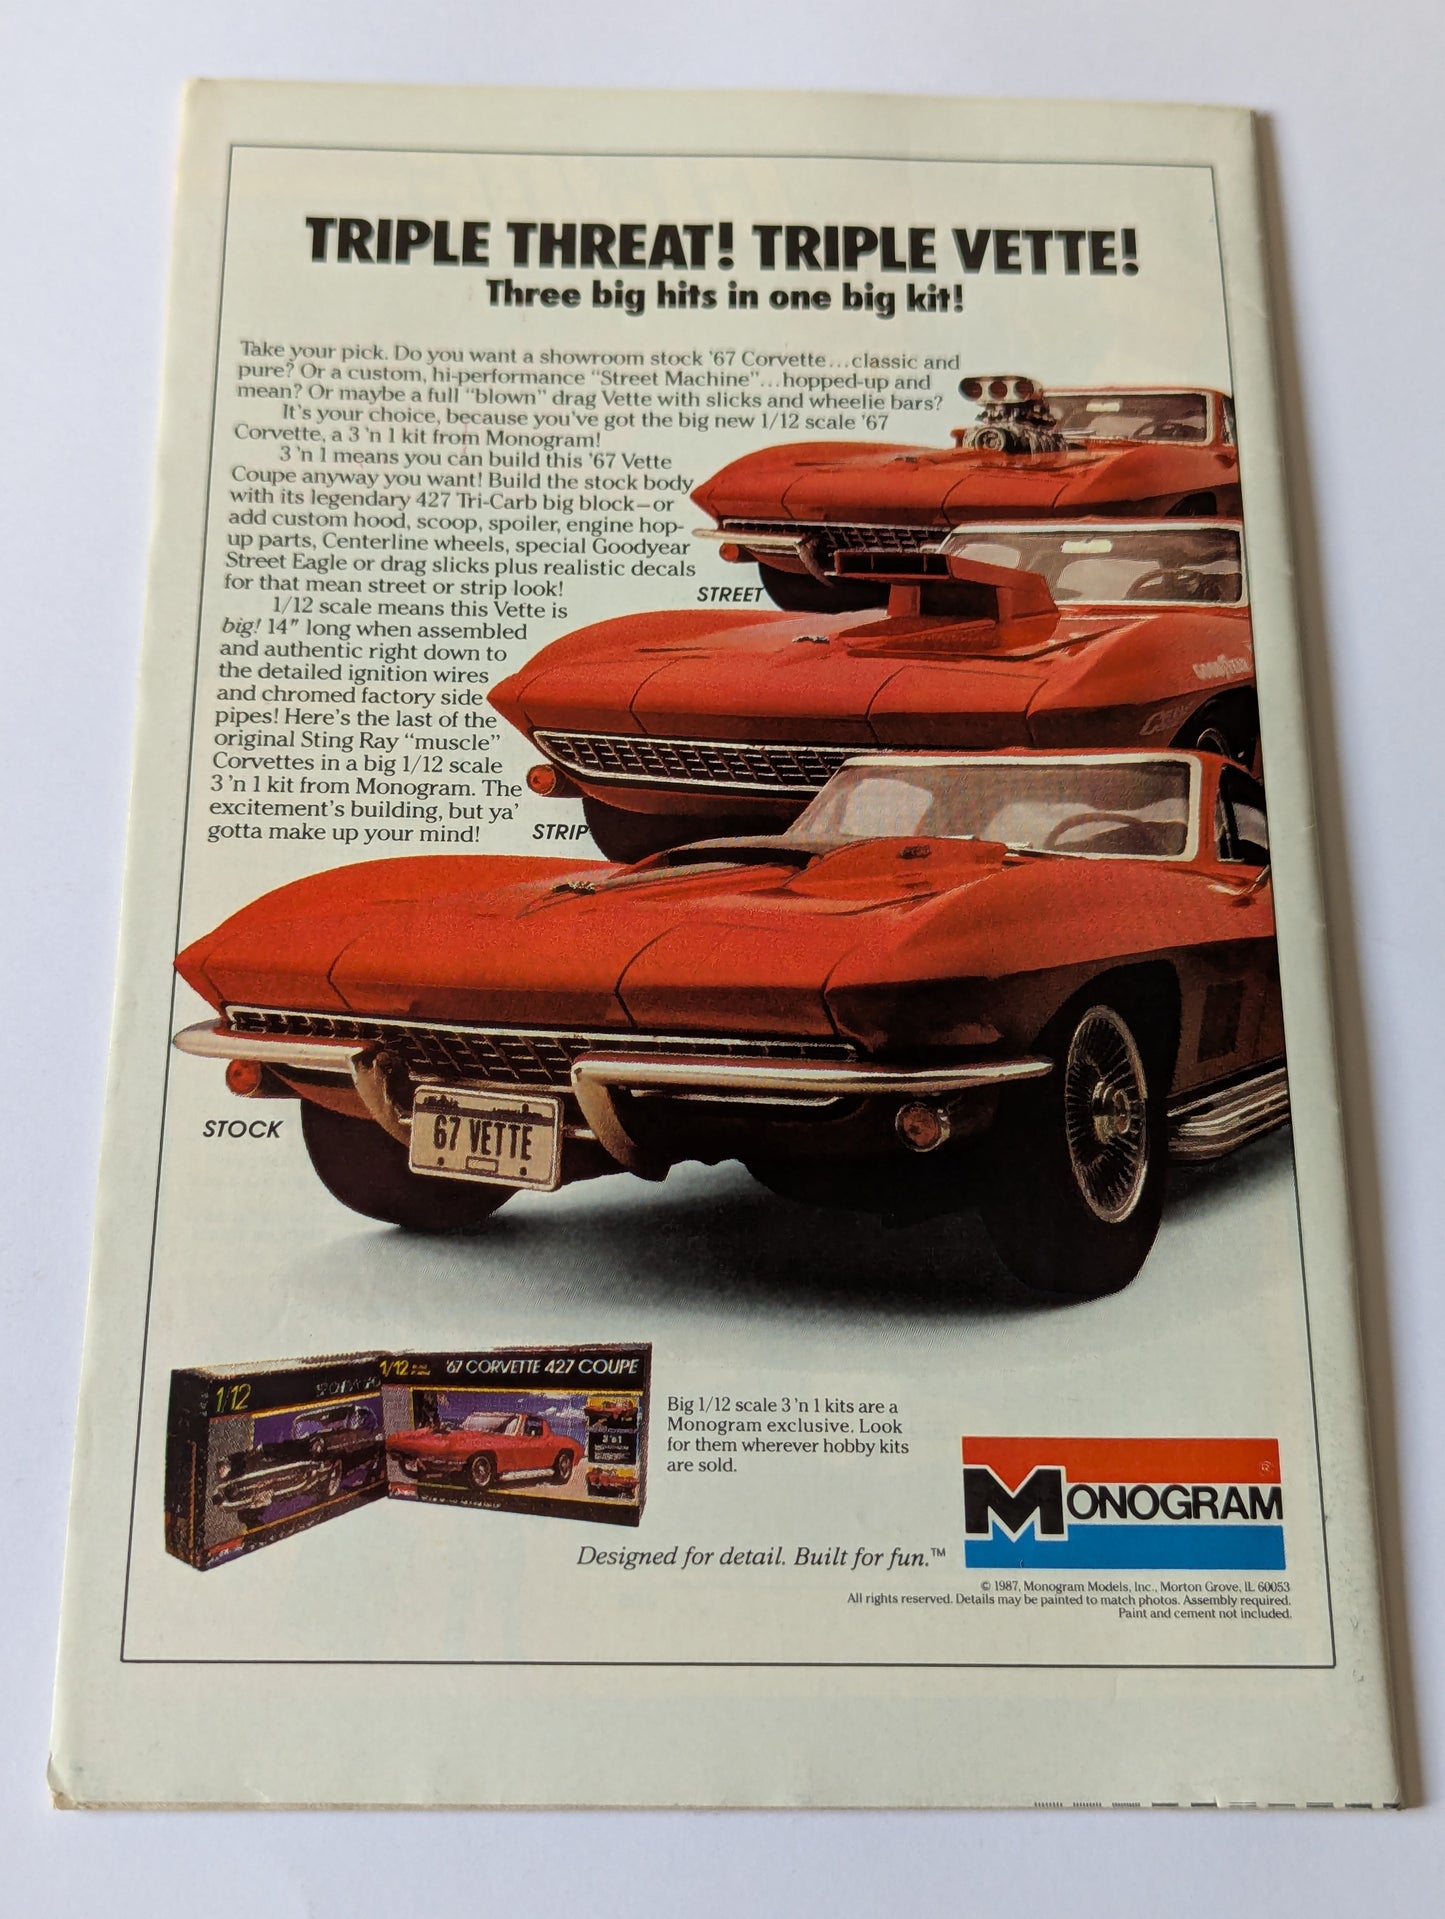 TRIPLE THREAT! TRIPLE VETTE!
Three big hits in one big kit!
Take your pick. Do you want a showroom stock '67 Corvette...classic and
pure? Or a custom, hi-performance "Street Machine"...hopped-up and
mean? Or maybe a full "blown" drag Vette with slicks and wheelie bars?
It's your choice, because you've got the big new 1/12 scale '67
Corvette, a 3 'n 1 kit from Monogram!
3 'n 1 means you can build this '67 Vette
Coupe anyway you want! Build the stock body
with its legendary 427 Tri-Carb big block—or
add custom hood, scoop, spoiler, engine hop-
up parts, Centerline wheels, special Goodyear
Street Eagle or drag slicks plus realistic decals
for that mean street or strip look!
1/12 scale means this Vette is
big! 14" long when assembled
and authentic right down to
the detailed ignition wires
and chromed factory side
pipes! Here's the last of the
original Sting Ray "muscle"
Corvettes in a big 1/12 scale
3 'n 1 kit from Monogram. The
excitement's building, but ya'
gotta make up your mind!
STREET
GOODYEAR
STRIP
STOCK
67 VETTE
1/12
1/12 '67 CORVETTE 427 COUPE
3 'n 1
Big 1/12 scale 3 'n 1 kits are a
Monogram exclusive. Look
for them wherever hobby kits
are sold.
MONOGRAM®
Designed for detail. Built for fun.™
© 1987, Monogram Models, Inc., Morton Grove, IL 60053
All rights reserved. Details may be painted to match photos. Assembly required.
Paint and cement not included.